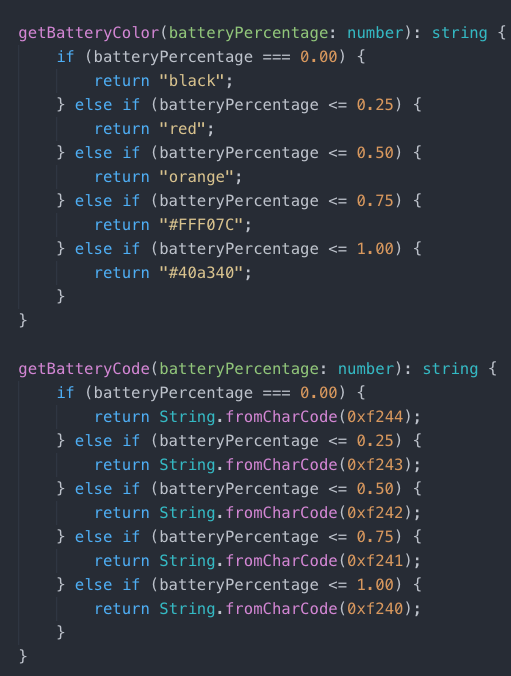 getBatteryColor(batteryPercentage: number): string {
    if (batteryPercentage === 0.00) {
        return "black";
    } else if (batteryPercentage <= 0.25) {
        return "red";
    } else if (batteryPercentage <= 0.50) {
        return "orange";
    } else if (batteryPercentage <= 0.75) {
        return "#FFF07C";
    } else if (batteryPercentage <= 1.00) {
        return "#40a340";
    }
}

getBatteryCode(batteryPercentage: number): string {
    if (batteryPercentage === 0.00) {
        return String.fromCharCode(0xf244);
    } else if (batteryPercentage <= 0.25) {
        return String.fromCharCode(0xf243);
    } else if (batteryPercentage <= 0.50) {
        return String.fromCharCode(0xf242);
    } else if (batteryPercentage <= 0.75) {
        return String.fromCharCode(0xf241);
    } else if (batteryPercentage <= 1.00) {
        return String.fromCharCode(0xf240);
    }
}